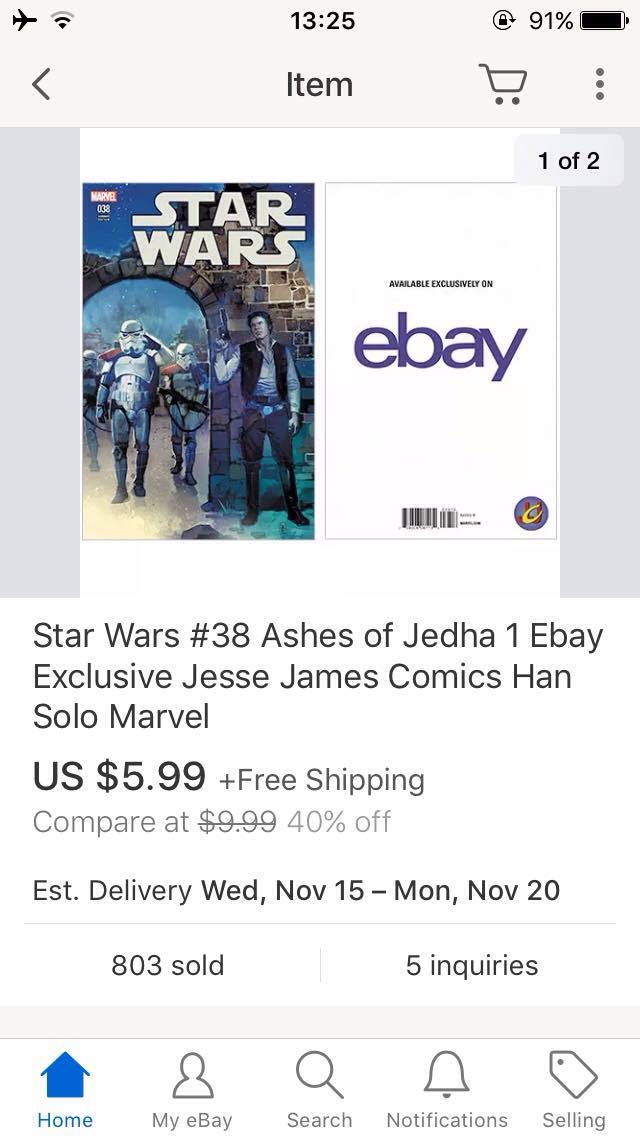 13:25
91%
Item
1 of 2
MARVEL
038
STAR
WARS
AVAILABLE EXCLUSIVELY ON
ebay
Star Wars #38 Ashes of Jedha 1 Ebay
Exclusive Jesse James Comics Han
Solo Marvel
US $5.99 +Free Shipping
Compare at $9.99 40% off
Est. Delivery Wed, Nov 15 – Mon, Nov 20
803 sold
5 inquiries
Home
My eBay
Search
Notifications
Selling